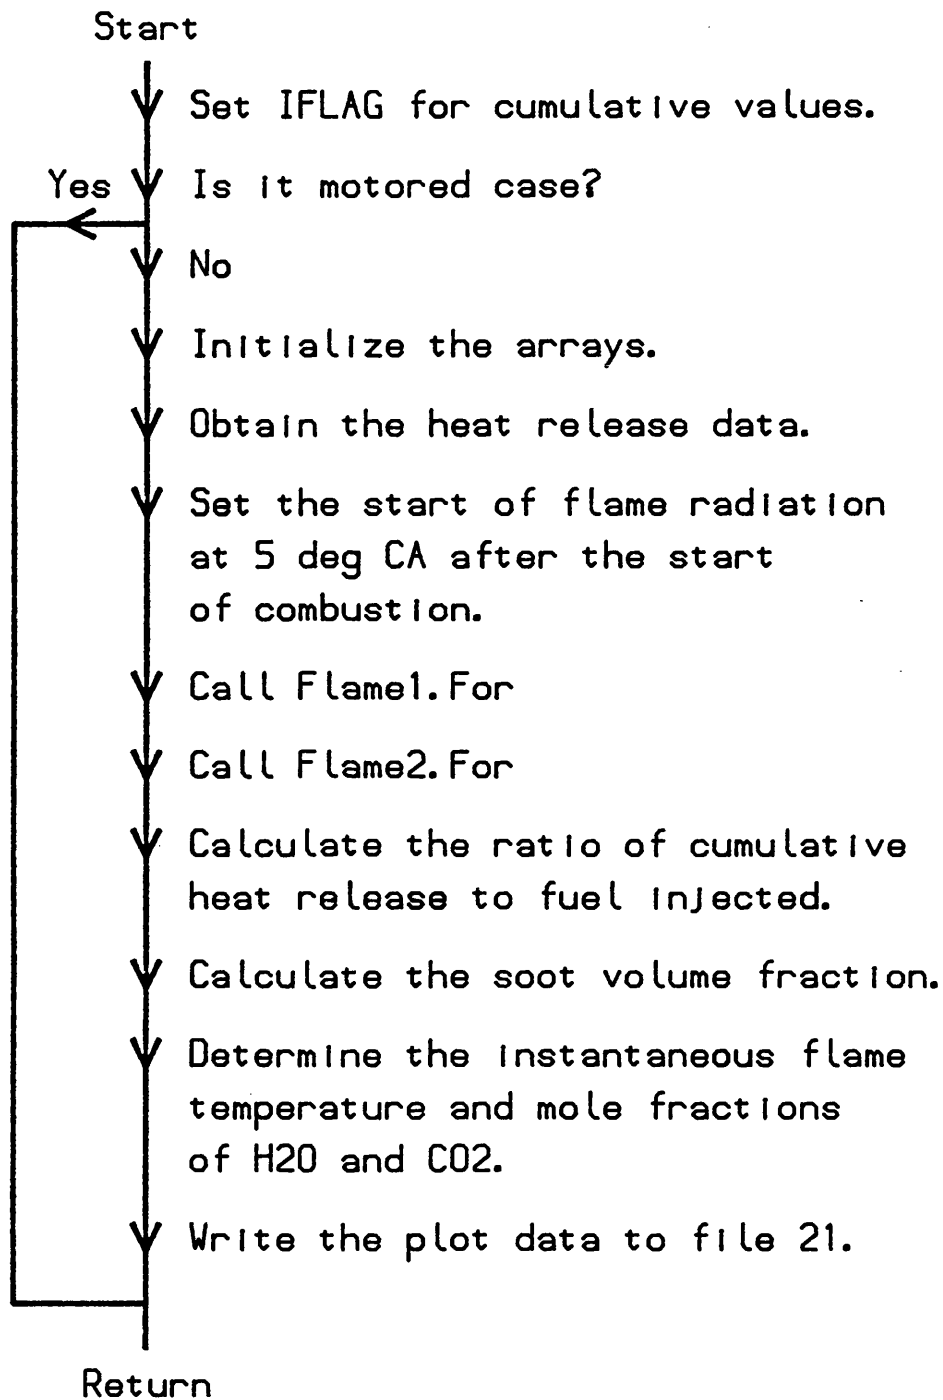 Start
Set IFLAG for cumulative values.
Yes
Is it motored case?
No
Initialize the arrays.
Obtain the heat release data.
Set the start of flame radiation
at 5 deg CA after the start
of combustion.
Call Flame1.For
Call Flame2.For
Calculate the ratio of cumulative
heat release to fuel injected.
Calculate the soot volume fraction.
Determine the instantaneous flame
temperature and mole fractions
of H2O and CO2.
Write the plot data to file 21.
Return